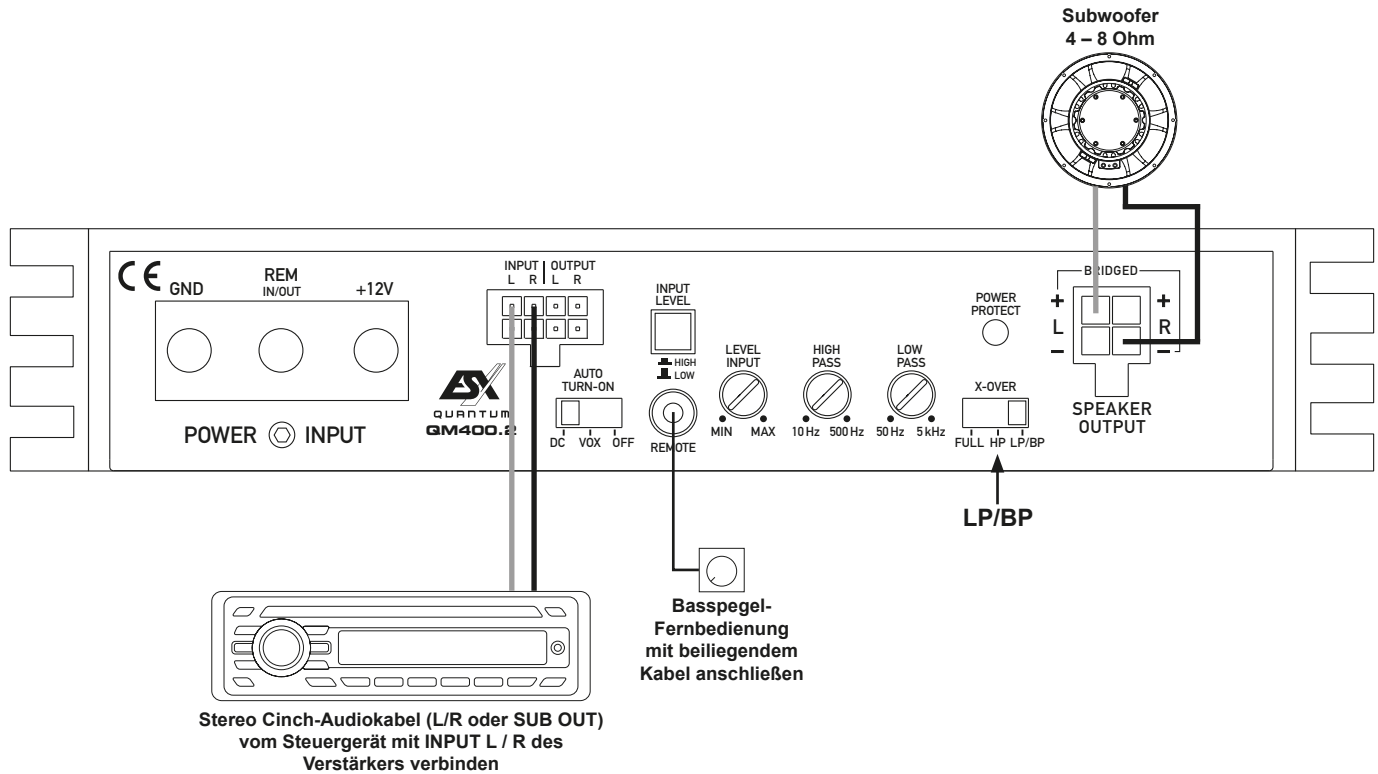 Subwoofer
4 – 8 Ohm
CE
GND
REM
IN/OUT
+12V
POWER
INPUT
INPUT | OUTPUT
L R L R
ESX
QUANTUM
QM400.2
AUTO
TURN-ON
DC VOX OFF
INPUT
LEVEL
HIGH
LOW
REMOTE
LEVEL
INPUT
MIN MAX
HIGH
PASS
10 Hz 500 Hz
LOW
PASS
50 Hz 5 kHz
POWER
PROTECT
X-OVER
FULL HP LP/BP
LP/BP
BRIDGED
+ +
L R
– –
SPEAKER
OUTPUT
Basspegel-
Fernbedienung
mit beiliegendem
Kabel anschließen
Stereo Cinch-Audiokabel (L/R oder SUB OUT)
vom Steuergerät mit INPUT L / R des
Verstärkers verbinden